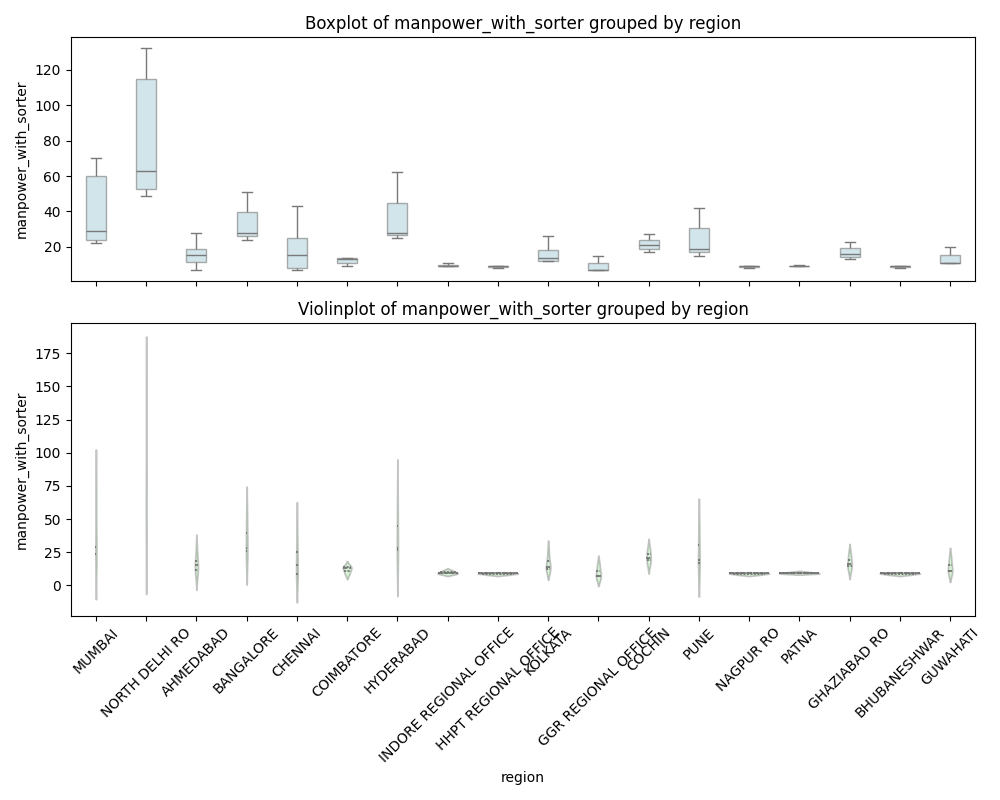 Boxplot of manpower_with_sorter grouped by region
manpower_with_sorter
120
100
80
60
40
20
Violinplot of manpower_with_sorter grouped by region
manpower_with_sorter
175
150
125
100
75
50
25
0
MUMBAI
NORTH DELHI RO
AHMEDABAD
BANGALORE
CHENNAI
COIMBATORE
HYDERABAD
INDORE REGIONAL OFFICE
HHPT REGIONAL OFFICE
KOLKATA
GGR REGIONAL OFFICE
COCHIN
PUNE
NAGPUR RO
PATNA
GHAZIABAD RO
BHUBANESHWAR
GUWAHATI
region